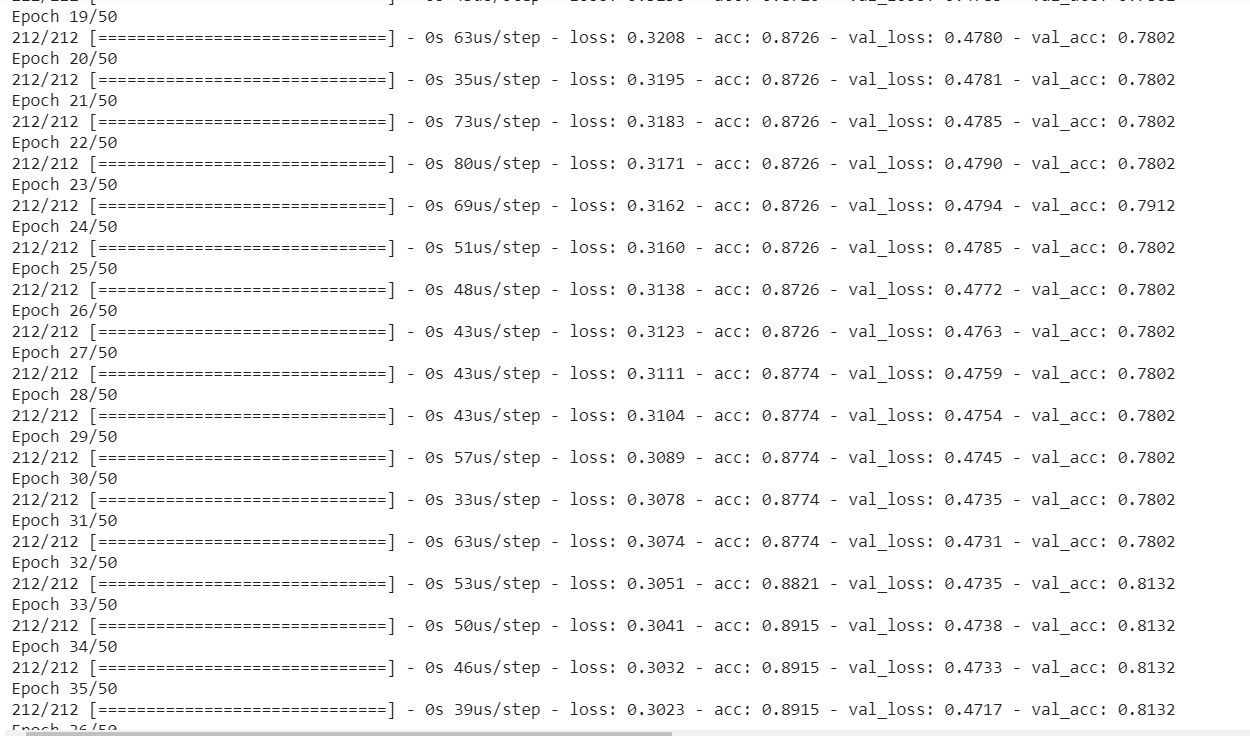 Epoch 19/50
212/212 [==============================] - 0s 63us/step - loss: 0.3208 - acc: 0.8726 - val_loss: 0.4780 - val_acc: 0.7802
Epoch 20/50
212/212 [==============================] - 0s 35us/step - loss: 0.3195 - acc: 0.8726 - val_loss: 0.4781 - val_acc: 0.7802
Epoch 21/50
212/212 [==============================] - 0s 73us/step - loss: 0.3183 - acc: 0.8726 - val_loss: 0.4785 - val_acc: 0.7802
Epoch 22/50
212/212 [==============================] - 0s 80us/step - loss: 0.3171 - acc: 0.8726 - val_loss: 0.4790 - val_acc: 0.7802
Epoch 23/50
212/212 [==============================] - 0s 69us/step - loss: 0.3162 - acc: 0.8726 - val_loss: 0.4794 - val_acc: 0.7912
Epoch 24/50
212/212 [==============================] - 0s 51us/step - loss: 0.3160 - acc: 0.8726 - val_loss: 0.4785 - val_acc: 0.7802
Epoch 25/50
212/212 [==============================] - 0s 48us/step - loss: 0.3138 - acc: 0.8726 - val_loss: 0.4772 - val_acc: 0.7802
Epoch 26/50
212/212 [==============================] - 0s 43us/step - loss: 0.3123 - acc: 0.8726 - val_loss: 0.4763 - val_acc: 0.7802
Epoch 27/50
212/212 [==============================] - 0s 43us/step - loss: 0.3111 - acc: 0.8774 - val_loss: 0.4759 - val_acc: 0.7802
Epoch 28/50
212/212 [==============================] - 0s 43us/step - loss: 0.3104 - acc: 0.8774 - val_loss: 0.4754 - val_acc: 0.7802
Epoch 29/50
212/212 [==============================] - 0s 57us/step - loss: 0.3089 - acc: 0.8774 - val_loss: 0.4745 - val_acc: 0.7802
Epoch 30/50
212/212 [==============================] - 0s 33us/step - loss: 0.3078 - acc: 0.8774 - val_loss: 0.4735 - val_acc: 0.7802
Epoch 31/50
212/212 [==============================] - 0s 63us/step - loss: 0.3074 - acc: 0.8774 - val_loss: 0.4731 - val_acc: 0.7802
Epoch 32/50
212/212 [==============================] - 0s 53us/step - loss: 0.3051 - acc: 0.8821 - val_loss: 0.4735 - val_acc: 0.8132
Epoch 33/50
212/212 [==============================] - 0s 50us/step - loss: 0.3041 - acc: 0.8915 - val_loss: 0.4738 - val_acc: 0.8132
Epoch 34/50
212/212 [==============================] - 0s 46us/step - loss: 0.3032 - acc: 0.8915 - val_loss: 0.4733 - val_acc: 0.8132
Epoch 35/50
212/212 [==============================] - 0s 39us/step - loss: 0.3023 - acc: 0.8915 - val_loss: 0.4717 - val_acc: 0.8132